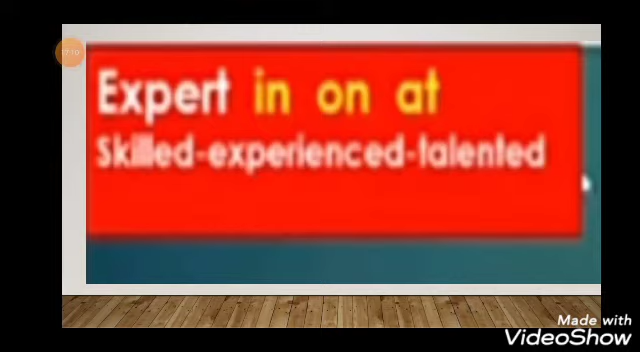 Expert in on at
Skilled-experienced-talented
Made with
VideoShow